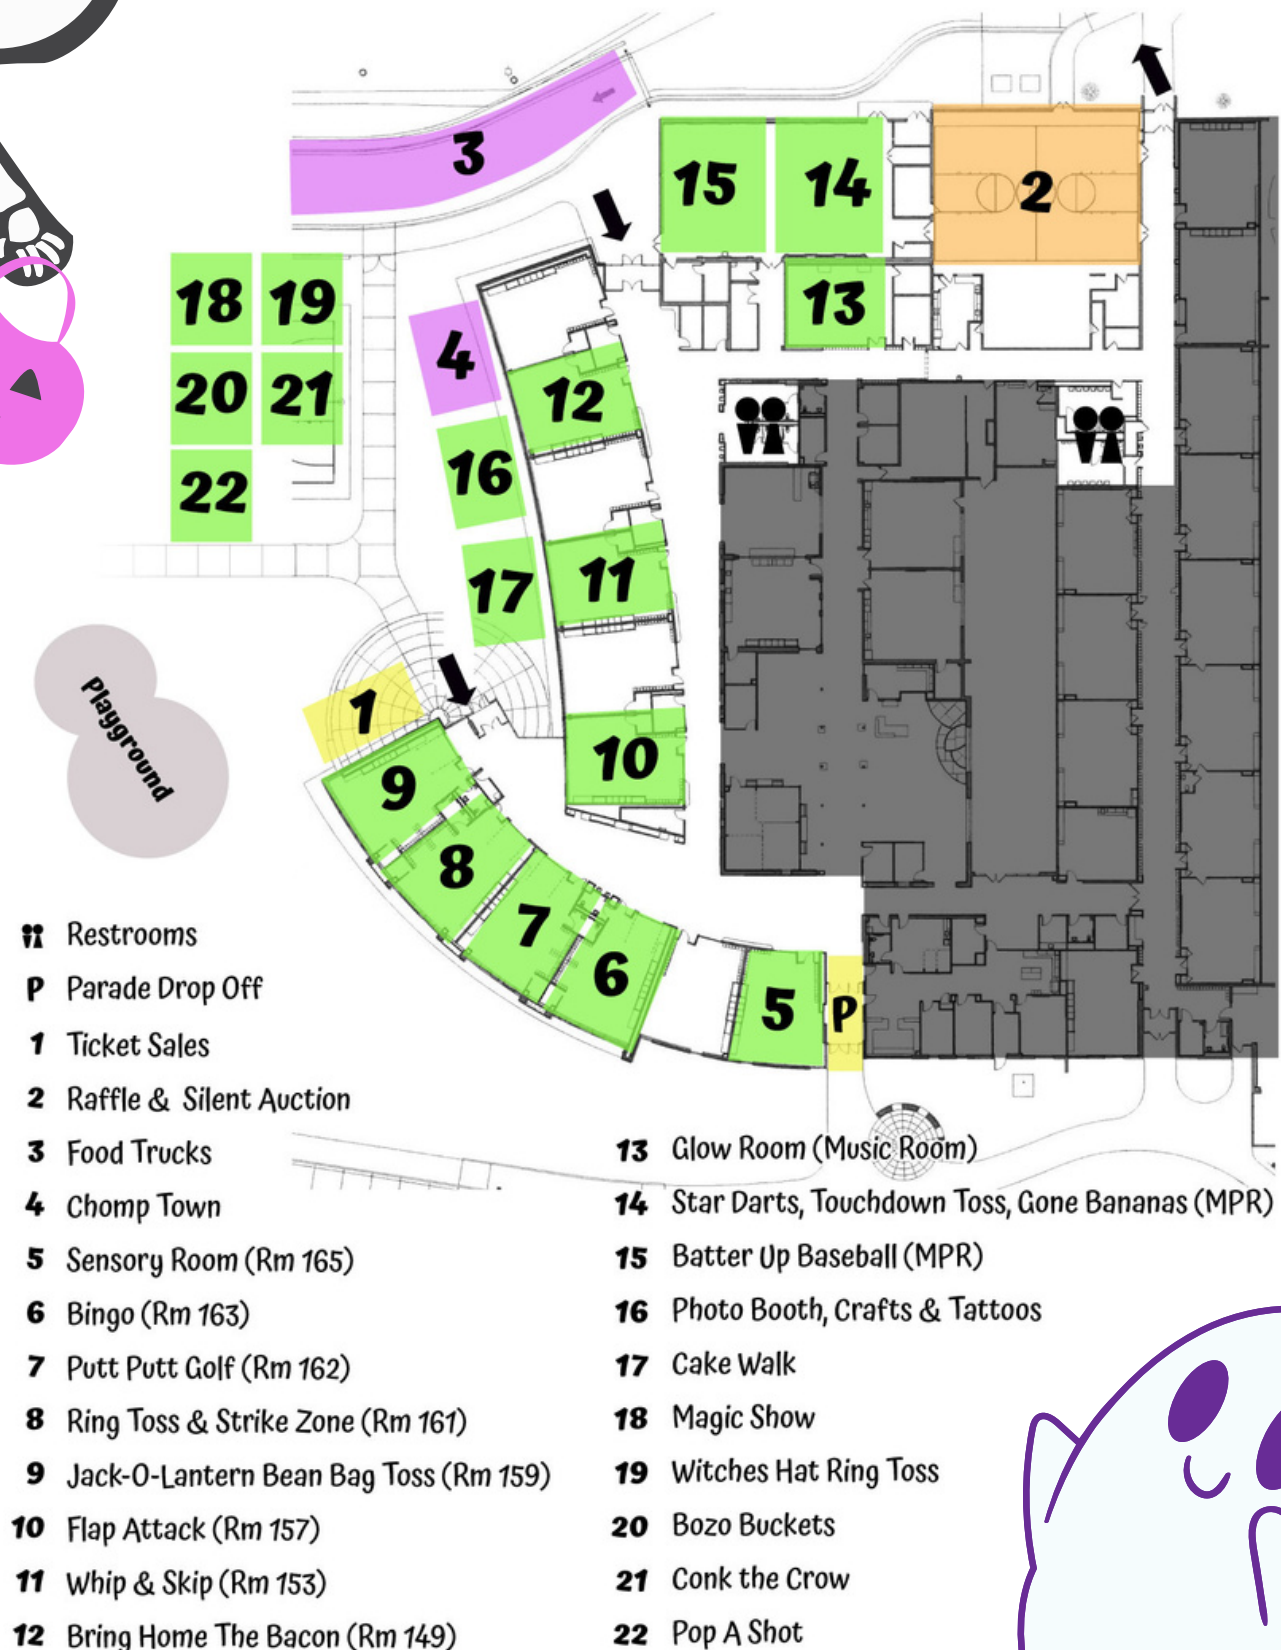 3
15
14
2
18
19
13
4
12
20
21
16
22
11
17
1
Playground
10
9
8
7
6
5
P
Restrooms
P Parade Drop Off
1 Ticket Sales
2 Raffle & Silent Auction
3 Food Trucks
4 Chomp Town
5 Sensory Room (Rm 165)
6 Bingo (Rm 163)
7 Putt Putt Golf (Rm 162)
8 Ring Toss & Strike Zone (Rm 161)
9 Jack-O-Lantern Bean Bag Toss (Rm 159)
10 Flap Attack (Rm 157)
11 Whip & Skip (Rm 153)
12 Bring Home The Bacon (Rm 149)
13 Glow Room (Music Room)
14 Star Darts, Touchdown Toss, Gone Bananas (MPR)
15 Batter Up Baseball (MPR)
16 Photo Booth, Crafts & Tattoos
17 Cake Walk
18 Magic Show
19 Witches Hat Ring Toss
20 Bozo Buckets
21 Conk the Crow
22 Pop A Shot